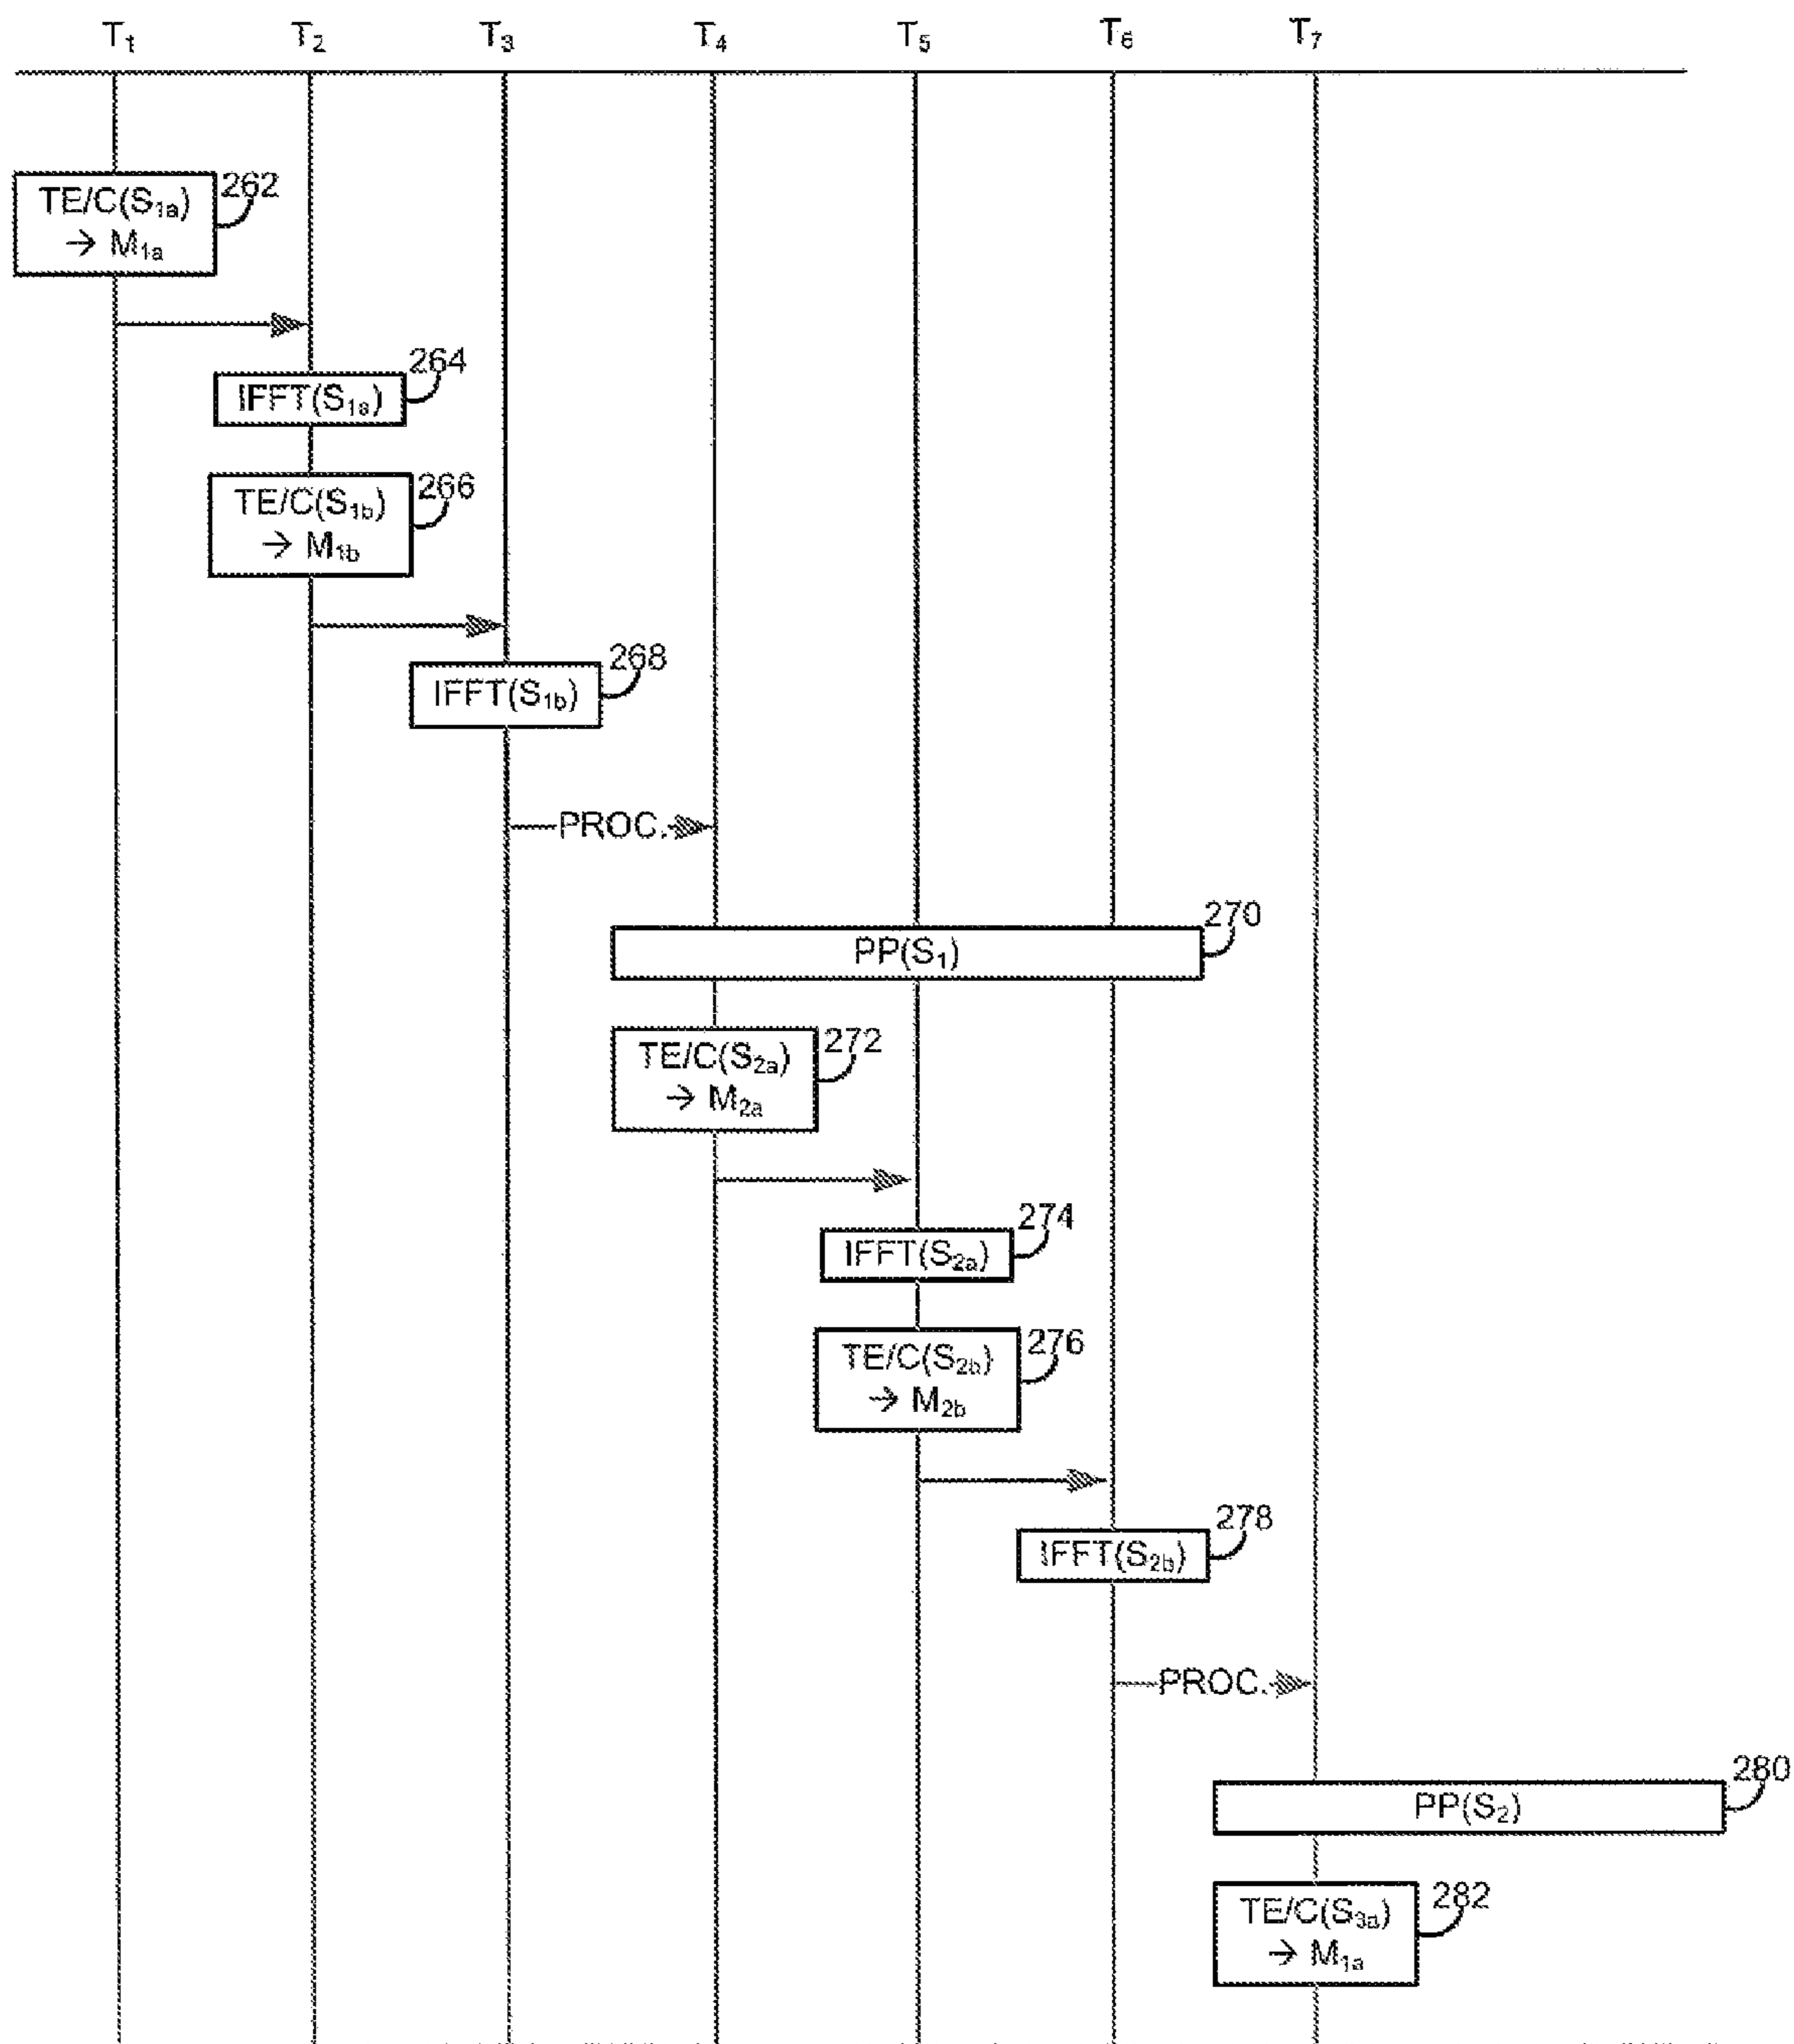 T₁ T₂ T₃ T₄ T₅ T₆ T₇
262
TE/C(S₁ₐ)
→ M₁ₐ
264
IFFT(S₁ₐ)
266
TE/C(S₁b)
→ M₁b
268
IFFT(S₁b)
PROC.
270
PP(S₁)
272
TE/C(S₂ₐ)
→ M₂ₐ
274
IFFT(S₂ₐ)
276
TE/C(S₂b)
→ M₂b
278
IFFT(S₂b)
PROC.
280
PP(S₂)
282
TE/C(S₃ₐ)
→ M₁ₐ